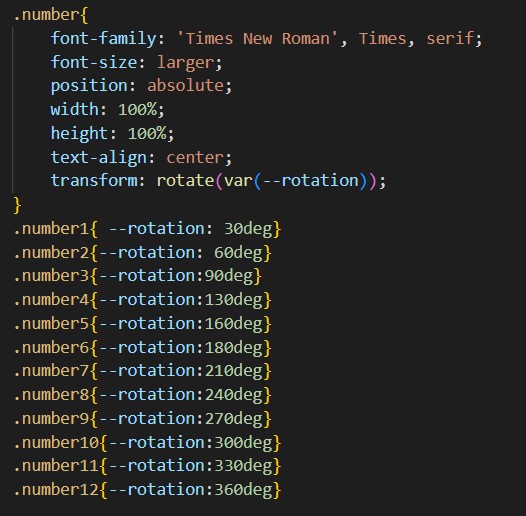 .number{
    font-family: 'Times New Roman', Times, serif;
    font-size: larger;
    position: absolute;
    width: 100%;
    height: 100%;
    text-align: center;
    transform: rotate(var(--rotation));
}
.number1{ --rotation: 30deg}
.number2{--rotation: 60deg}
.number3{--rotation:90deg}
.number4{--rotation:130deg}
.number5{--rotation:160deg}
.number6{--rotation:180deg}
.number7{--rotation:210deg}
.number8{--rotation:240deg}
.number9{--rotation:270deg}
.number10{--rotation:300deg}
.number11{--rotation:330deg}
.number12{--rotation:360deg}